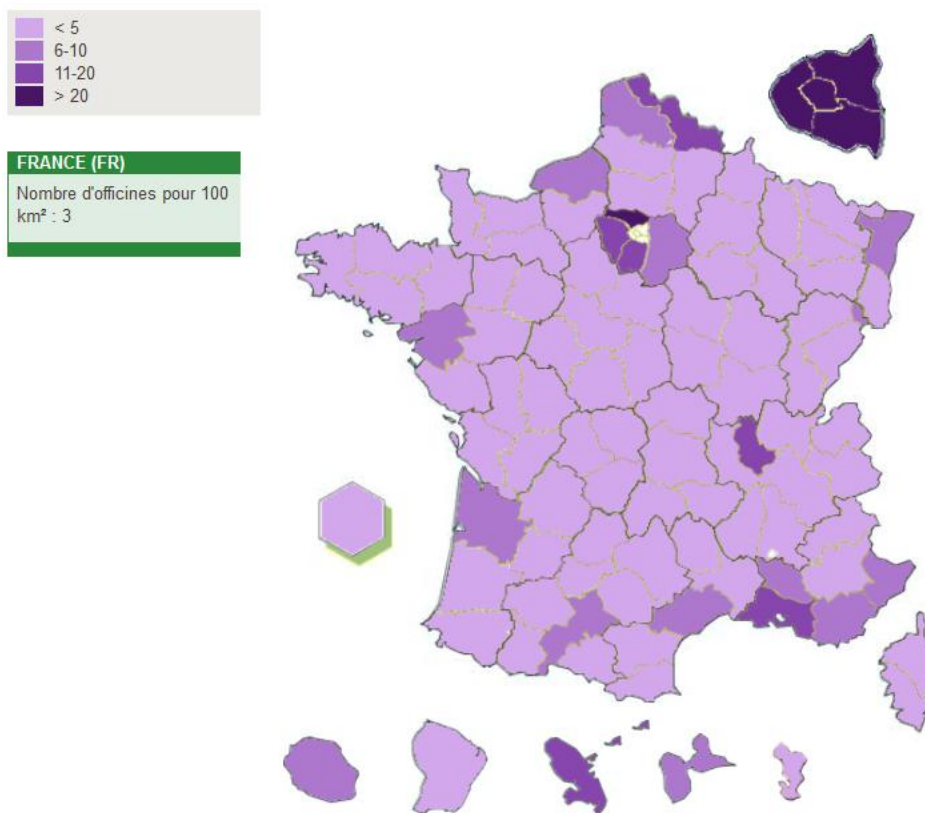 < 5
6-10
11-20
> 20
FRANCE (FR)
Nombre d'officines pour 100
km² : 3